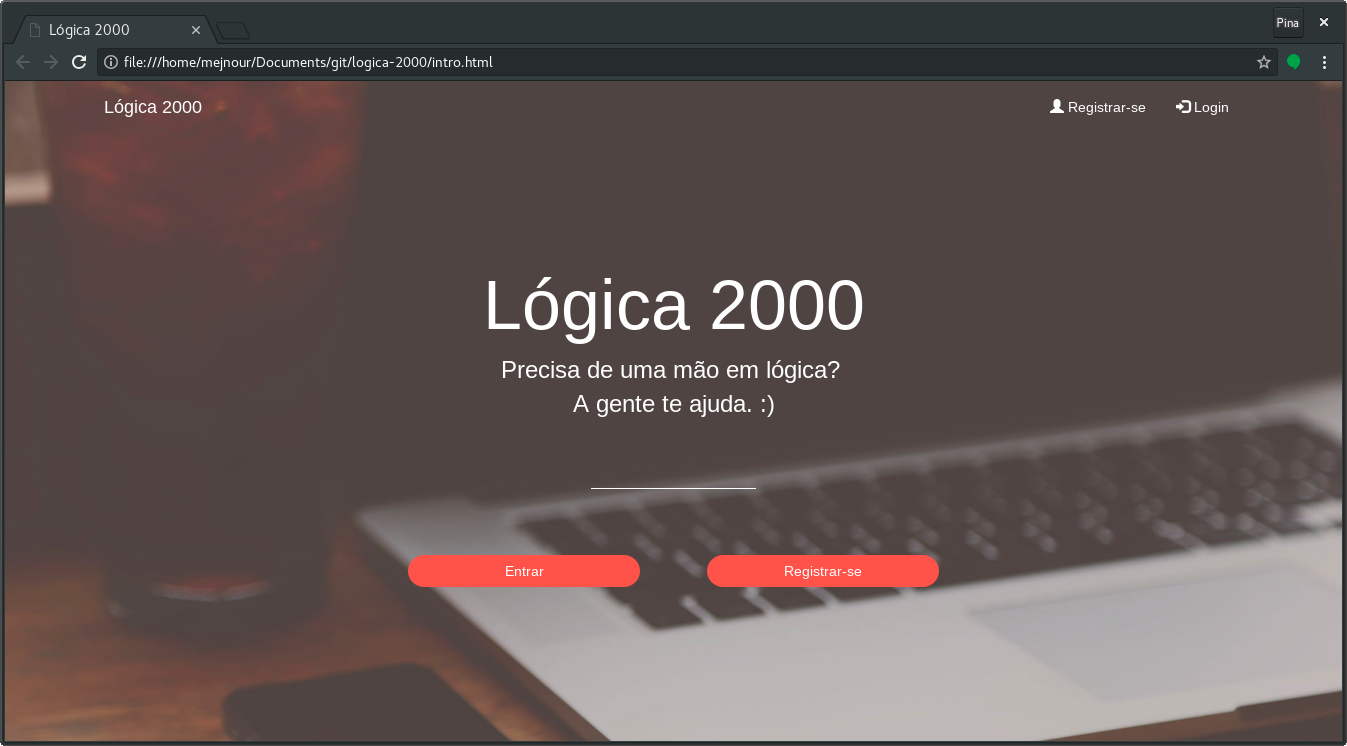 Lógica 2000
Pina
file:///home/mejnour/Documents/git/logica-2000/intro.html
Lógica 2000
Registrar-se
Login
Lógica 2000
Precisa de uma mão em lógica?
A gente te ajuda. :)
Entrar
Registrar-se